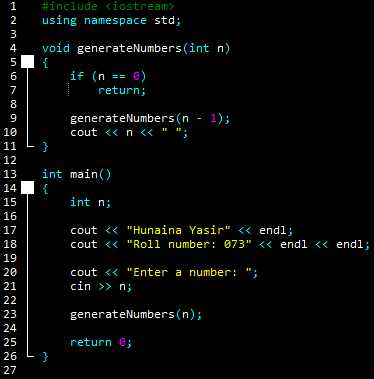 1 #include <iostream>
2 using namespace std;
3
4 void generateNumbers(int n)
5 {
6 if (n == 0)
7 return;
8
9 generateNumbers(n - 1);
10 cout << n << " ";
11 }
12
13 int main()
14 {
15 int n;
16
17 cout << "Hunaina Yasir" << endl;
18 cout << "Roll number: 073" << endl << endl;
19
20 cout << "Enter a number: ";
21 cin >> n;
22
23 generateNumbers(n);
24
25 return 0;
26 }
27